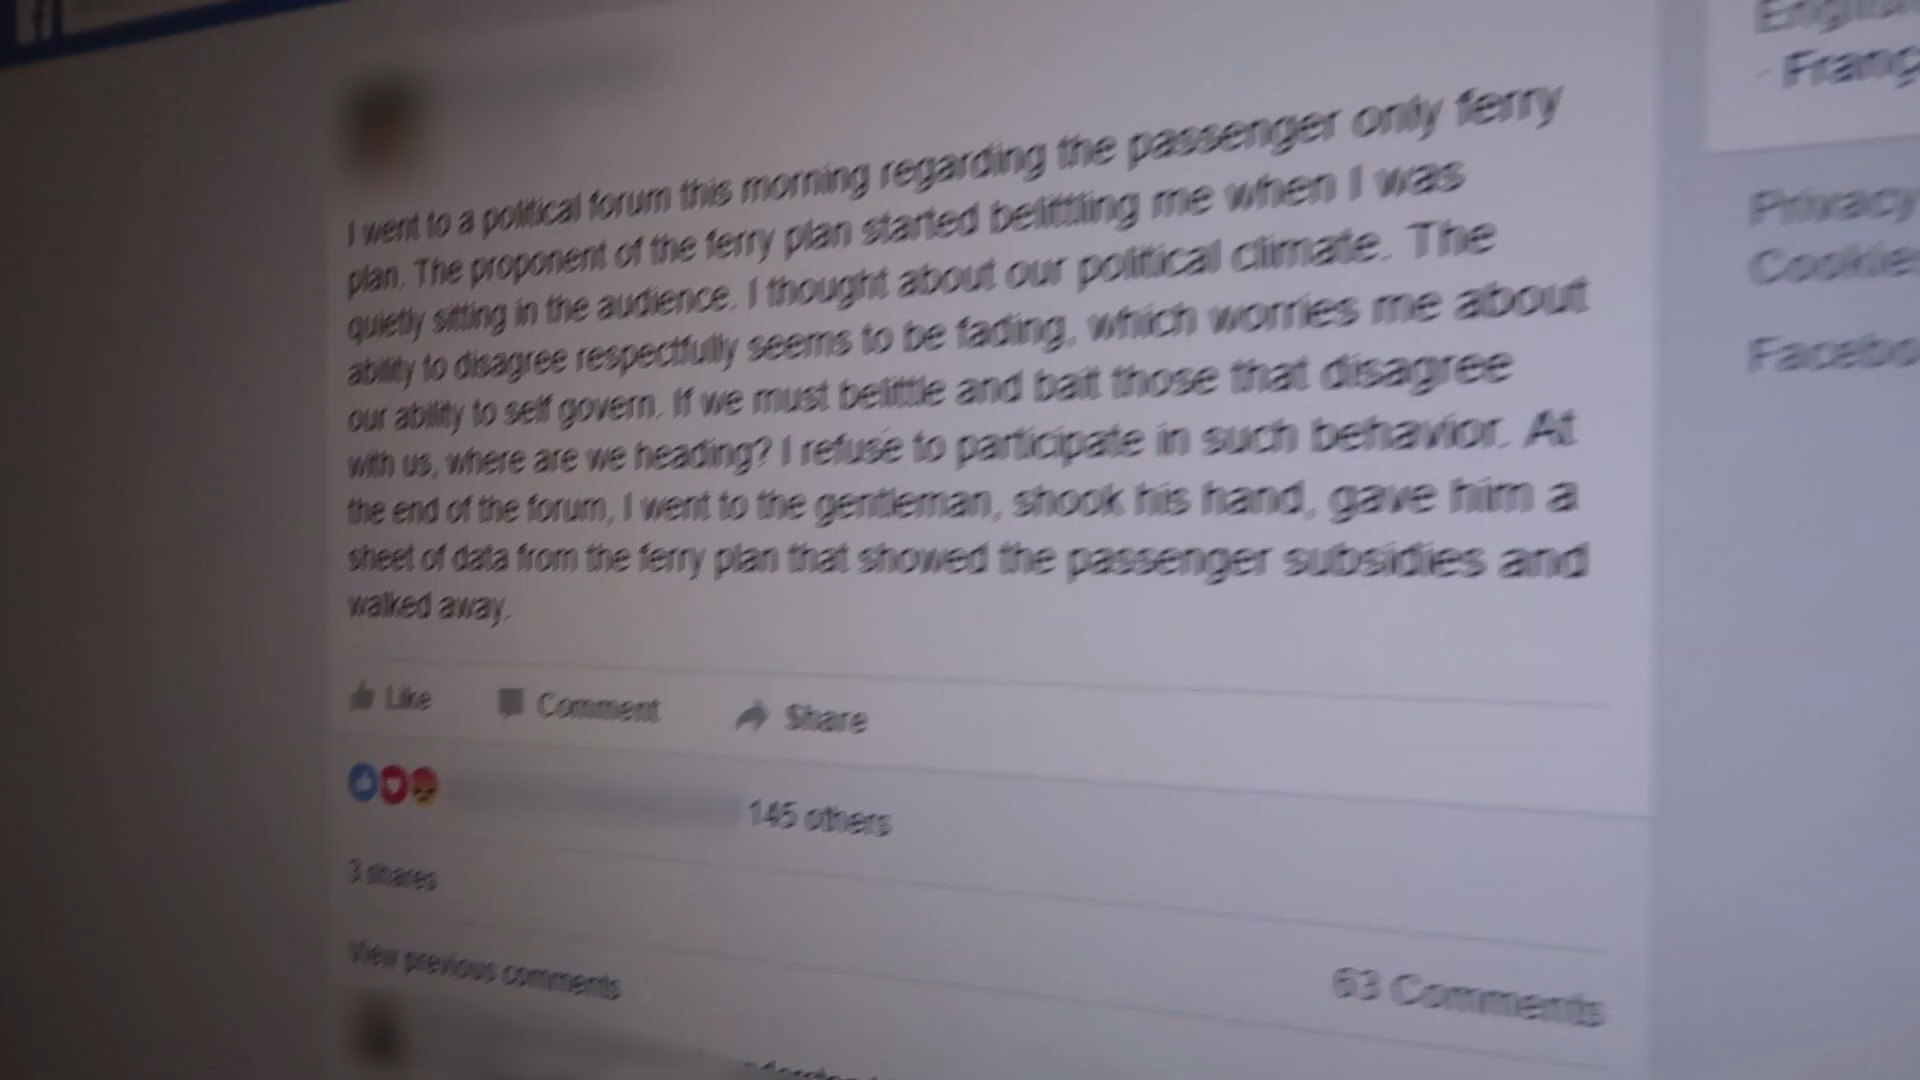 f
I went to a political forum this morning regarding the passenger only ferry
plan. The proponent of the ferry plan started belittling me when I was
quietly sitting in the audience. I thought about our political climate. The
ability to disagree respectfully seems to be fading, which worries me about
our ability to self govern. If we must belittle and bait those that disagree
with us, where are we heading? I refuse to participate in such behavior. At
the end of the forum, I went to the gentleman, shook his hand, gave him a
sheet of data from the ferry plan that showed the passenger subsidies and
walked away.
Like Comment Share
145 others
3 shares
View previous comments
63 Comments
Privacy